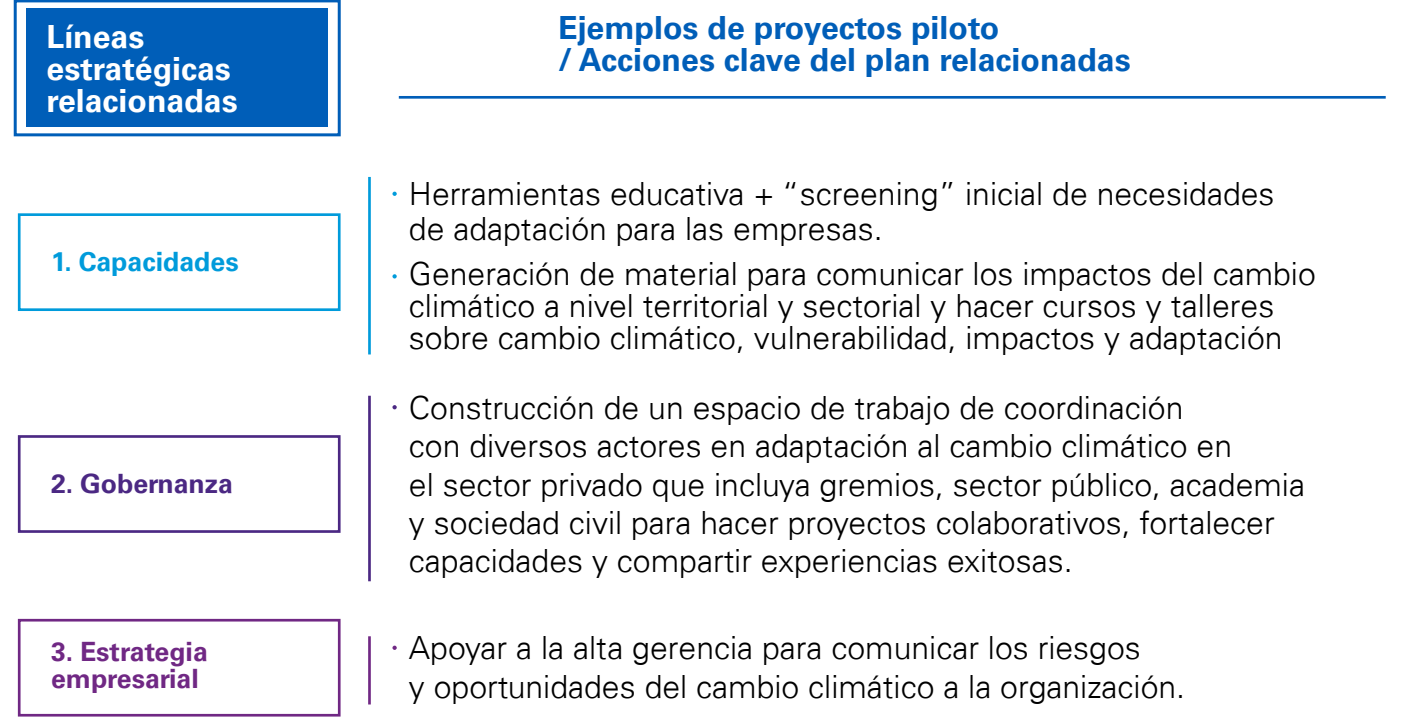 Líneas
estratégicas
relacionadas
Ejemplos de proyectos piloto
/ Acciones clave del plan relacionadas
1. Capacidades
· Herramientas educativa + “screening” inicial de necesidades
de adaptación para las empresas.
· Generación de material para comunicar los impactos del cambio
climático a nivel territorial y sectorial y hacer cursos y talleres
sobre cambio climático, vulnerabilidad, impactos y adaptación
2. Gobernanza
· Construcción de un espacio de trabajo de coordinación
con diversos actores en adaptación al cambio climático en
el sector privado que incluya gremios, sector público, academia
y sociedad civil para hacer proyectos colaborativos, fortalecer
capacidades y compartir experiencias exitosas.
3. Estrategia
empresarial
· Apoyar a la alta gerencia para comunicar los riesgos
y oportunidades del cambio climático a la organización.